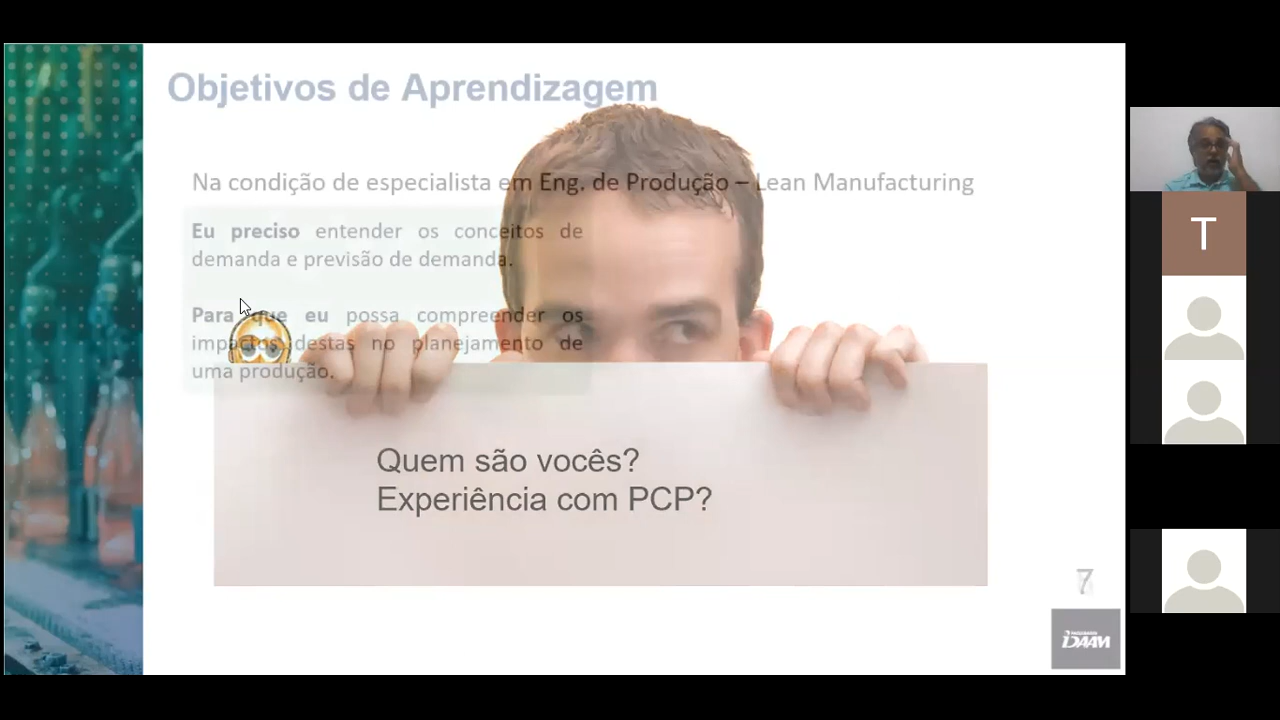 Objetivos de Aprendizagem
Na condição de especialista em Eng. de Produção – Lean Manufacturing
Eu preciso entender os conceitos de
demanda e previsão de demanda.
Para que eu possa compreender os
impactos destas no planejamento de
uma produção.
Quem são vocês?
Experiência com PCP?
7
IDAAM
T